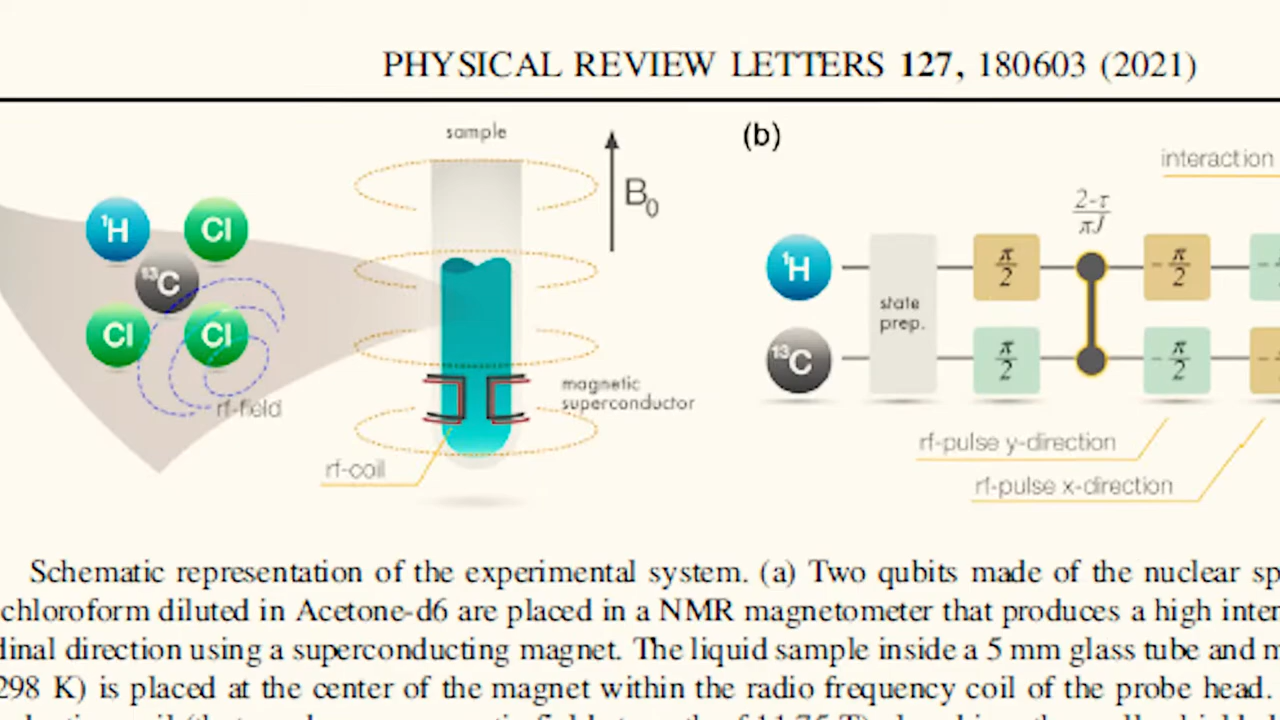 PHYSICAL REVIEW LETTERS 127, 180603 (2021)
sample
B0
1H
Cl
13C
Cl
Cl
rf-field
rf-coil
magnetic
superconductor
(b)
interaction
2-τ
πJ
1H
13C
state
prep.
π
2
-π
2
π
2
-π
2
rf-pulse y-direction
rf-pulse x-direction
Schematic representation of the experimental system. (a) Two qubits made of the nuclear
chloroform diluted in Acetone-d6 are placed in a NMR magnetometer that produces a high
direction using a superconducting magnet. The liquid sample inside a 5 mm glass tube and
298 K) is placed at the center of the magnet within the radio frequency coil of the probe head.